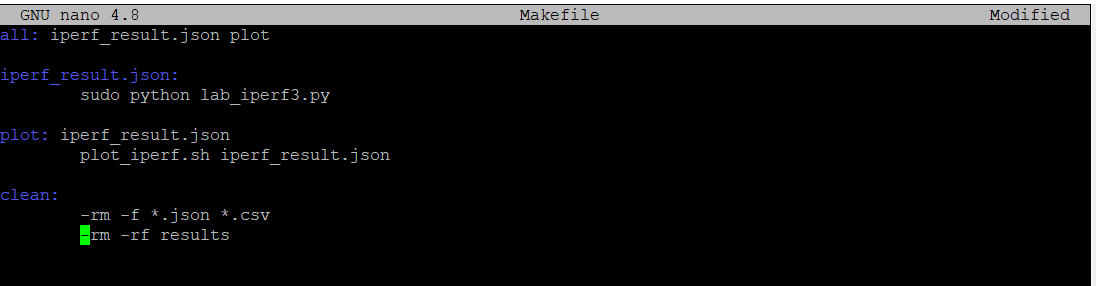 GNU nano 4.8 Makefile Modified
all: iperf_result.json plot
iperf_result.json:
sudo python lab_iperf3.py
plot: iperf_result.json
plot_iperf.sh iperf_result.json
clean:
-rm -f *.json *.csv
-rm -rf results